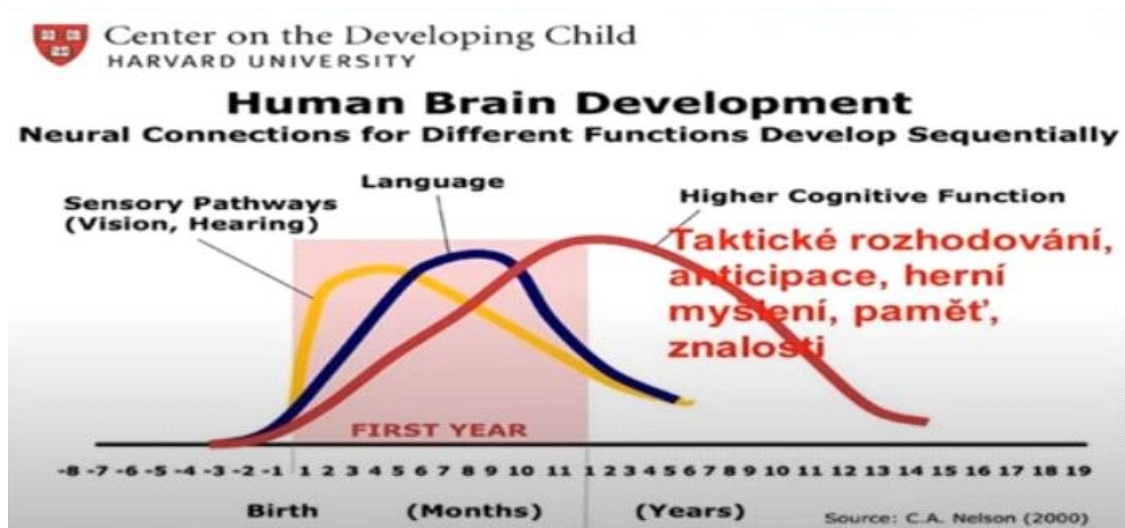 Center on the Developing Child
HARVARD UNIVERSITY
Human Brain Development
Neural Connections for Different Functions Develop Sequentially
Language
Sensory Pathways
(Vision, Hearing)
Higher Cognitive Function
Taktické rozhodování,
anticipace, herní
myslení, paměť,
znalosti
FIRST YEAR
-8 -7 -6 -5 -4 -3 -2 -1 1 2 3 4 5 6 7 8 9 10 11 1 2 3 4 5 6 7 8 9 10 11 12 13 14 15 16 17 18 19
Birth (Months) (Years)
Source: C.A. Nelson (2000)